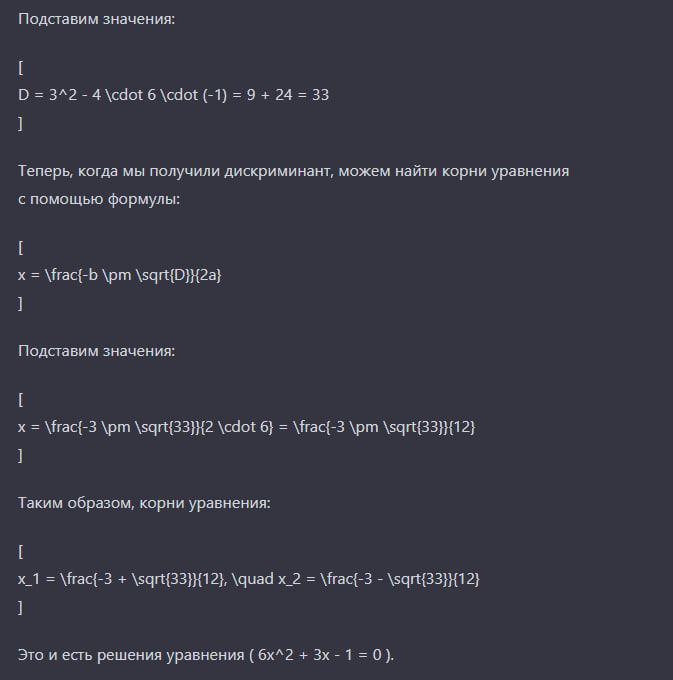 Подставим значения:
[
D = 3^2 - 4 \cdot 6 \cdot (-1) = 9 + 24 = 33
]
Теперь, когда мы получили дискриминант, можем найти корни уравнения
с помощью формулы:
[
x = \frac{-b \pm \sqrt{D}}{2a}
]
Подставим значения:
[
x = \frac{-3 \pm \sqrt{33}}{2 \cdot 6} = \frac{-3 \pm \sqrt{33}}{12}
]
Таким образом, корни уравнения:
[
x_1 = \frac{-3 + \sqrt{33}}{12}, \quad x_2 = \frac{-3 - \sqrt{33}}{12}
]
Это и есть решения уравнения ( 6x^2 + 3x - 1 = 0 ).